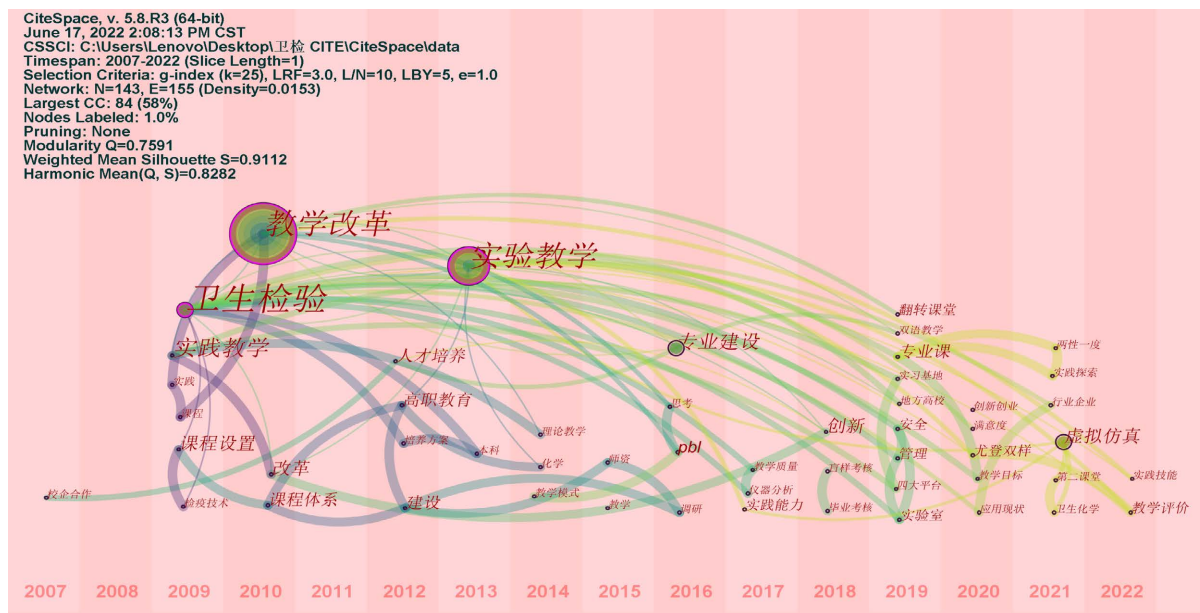 CiteSpace, v. 5.8.R3 (64-bit)
June 17, 2022 2:08:13 PM CST
CSSCI: C:\Users\Lenovo\Desktop\卫检 CITE\CiteSpace\data
Timespan: 2007-2022 (Slice Length=1)
Selection Criteria: g-index (k=25), LRF=3.0, L/N=10, LBY=5, e=1.0
Network: N=143, E=155 (Density=0.0153)
Largest CC: 84 (58%)
Nodes Labeled: 1.0%
Pruning: None
Modularity Q=0.7591
Weighted Mean Silhouette S=0.9112
Harmonic Mean(Q, S)=0.8282
教学改革
实验教学
卫生检验
翻转课堂
双语教学
实践教学
人才培养
专业建设
专业课
两性一度
实践
实习基地
实践探索
课程
高职教育
思考
地方高校
创新创业
行业企业
课程设置
培养方案
本科
理论教学
pbl
创新
安全
满意度
虚拟仿真
改革
化学
师资
教学质量
盲样考核
管理
尤登双样
教学目标
第二课堂
实践技能
校企合作
检疫技术
课程体系
建设
教学模式
教学
调研
仪器分析
实践能力
毕业考核
四大平台
实验室
应用现状
卫生化学
教学评价
2007 2008 2009 2010 2011 2012 2013 2014 2015 2016 2017 2018 2019 2020 2021 2022